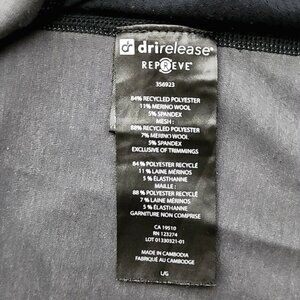 dr drirelease®
REPREVE®
356923
84% RECYCLED POLYESTER
11% MERINO WOOL
5% SPANDEX
MESH :
88% RECYCLED POLYESTER
7% MERINO WOOL
5% SPANDEX
EXCLUSIVE OF TRIMMINGS
84 % POLYESTER RECYCLÉ
11 % LAINE MÉRINOS
5 % ÉLASTHANNE
MAILLE :
88 % POLYESTER RECYCLÉ
7 % LAINE MÉRINOS
5 % ÉLASTHANNE
GARNITURE NON COMPRISE
CA 19510
RN 123274
LOT 01330321-01
MADE IN CAMBODIA
FABRIQUÉ AU CAMBODGE
L/G